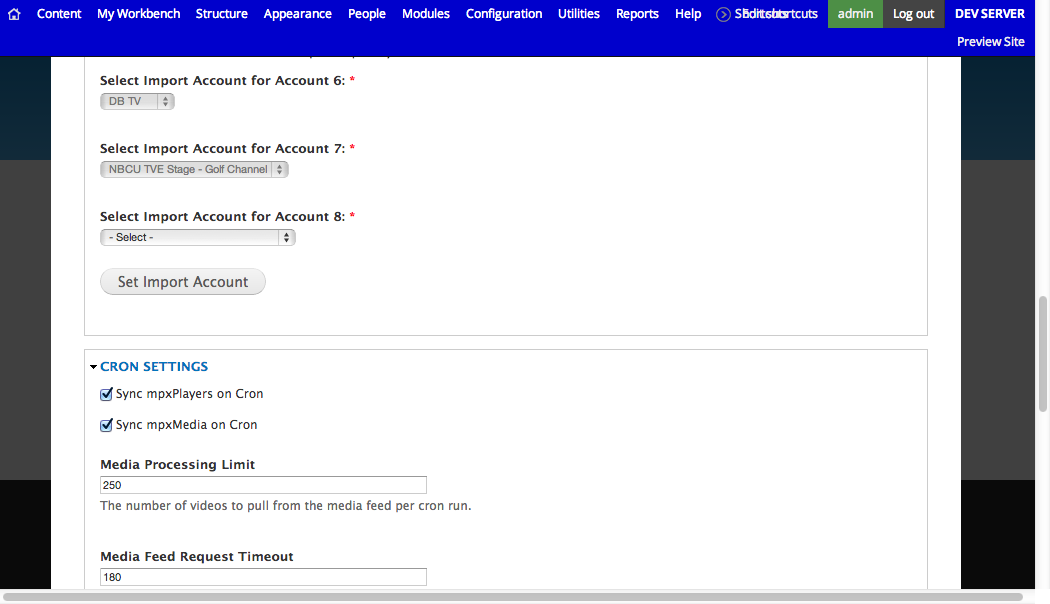 Content My Workbench Structure Appearance People Modules Configuration Utilities Reports Help admin Log out DEV SERVER
Preview Site
Select Import Account for Account 6: *
DB TV
Select Import Account for Account 7: *
NBCU TVE Stage - Golf Channel
Select Import Account for Account 8: *
- Select -
Set Import Account
CRON SETTINGS
Sync mpxPlayers on Cron
Sync mpxMedia on Cron
Media Processing Limit
250
The number of videos to pull from the media feed per cron run.
Media Feed Request Timeout
180